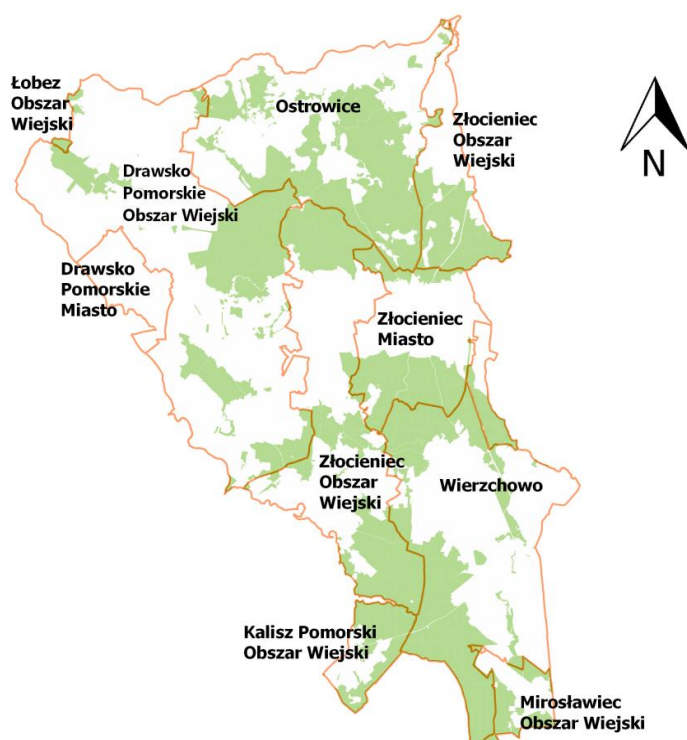 Łobez
Obszar
Wiejski
Ostrowice
Złocieniec
Obszar
Wiejski
N
Drawsko
Pomorskie
Obszar Wiejski
Drawsko
Pomorskie
Miasto
Złocieniec
Miasto
Złocieniec
Obszar
Wiejski
Wierzchowo
Kalisz Pomorski
Obszar Wiejski
Mirosławiec
Obszar Wiejski